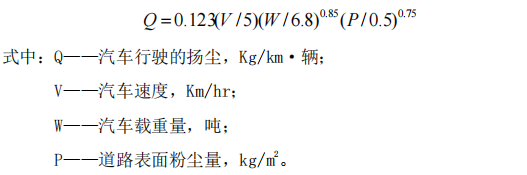 Q=0.123(V/5)(W/6.8)^0.85(P/0.5)^0.75
式中：Q——汽车行驶的扬尘，Kg/km·辆；
V——汽车速度，Km/hr；
W——汽车载重量，吨；
P——道路表面粉尘量，kg/m²。